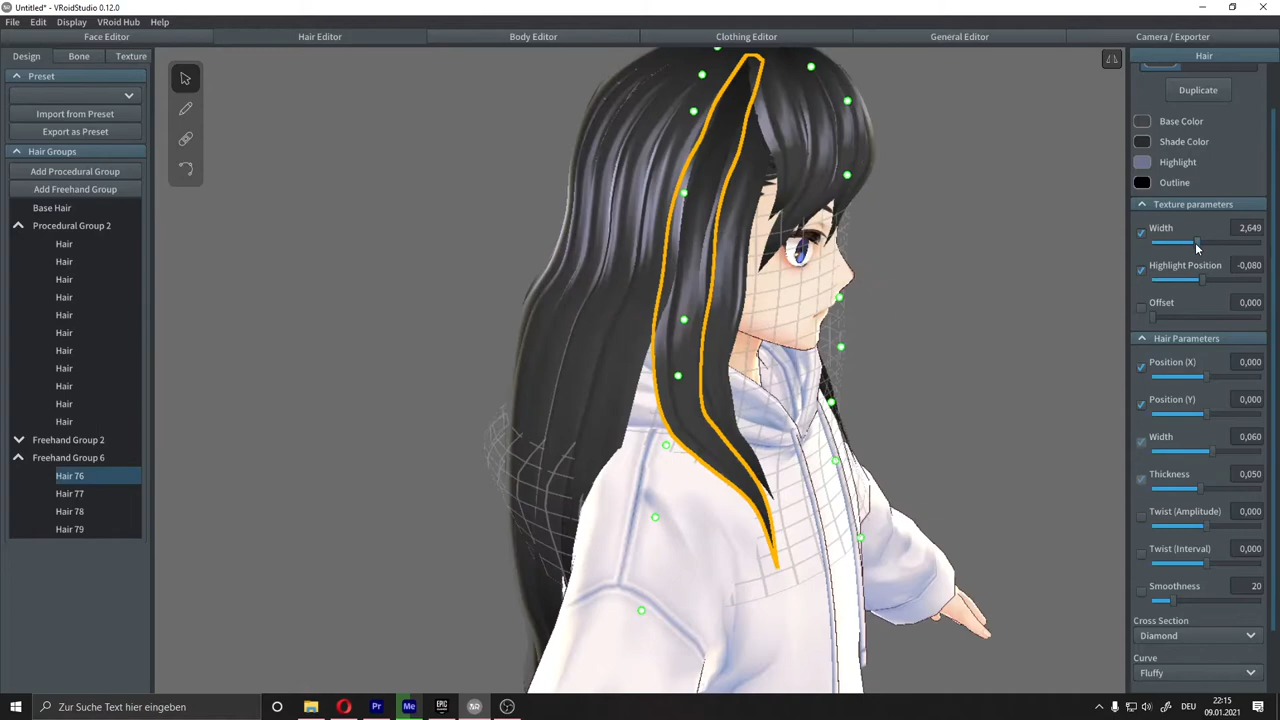 Untitled* - VRoidStudio 0.12.0
File Edit Display VRoid Hub Help
Face Editor Hair Editor Body Editor Clothing Editor General Editor Camera / Exporter
Design Bone Texture
Preset
Import from Preset
Export as Preset
Hair Groups
Add Procedural Group
Add Freehand Group
Base Hair
Procedural Group 2
Hair
Hair
Hair
Hair
Hair
Hair
Hair
Hair
Hair
Hair
Hair
Freehand Group 2
Freehand Group 6
Hair 76
Hair 77
Hair 78
Hair 79
Hair
Duplicate
Base Color
Shade Color
Highlight
Outline
Texture parameters
Width 2,649
Highlight Position -0,080
Offset 0,000
Hair Parameters
Position (X) 0,000
Position (Y) 0,000
Width 0,060
Thickness 0,050
Twist (Amplitude) 0,000
Twist (Interval) 0,000
Smoothness 20
Cross Section
Diamond
Curve
Fluffy
Zur Suche Text hier eingeben
Pr
Me
EPIC
DEU
22:15
09.01.2021